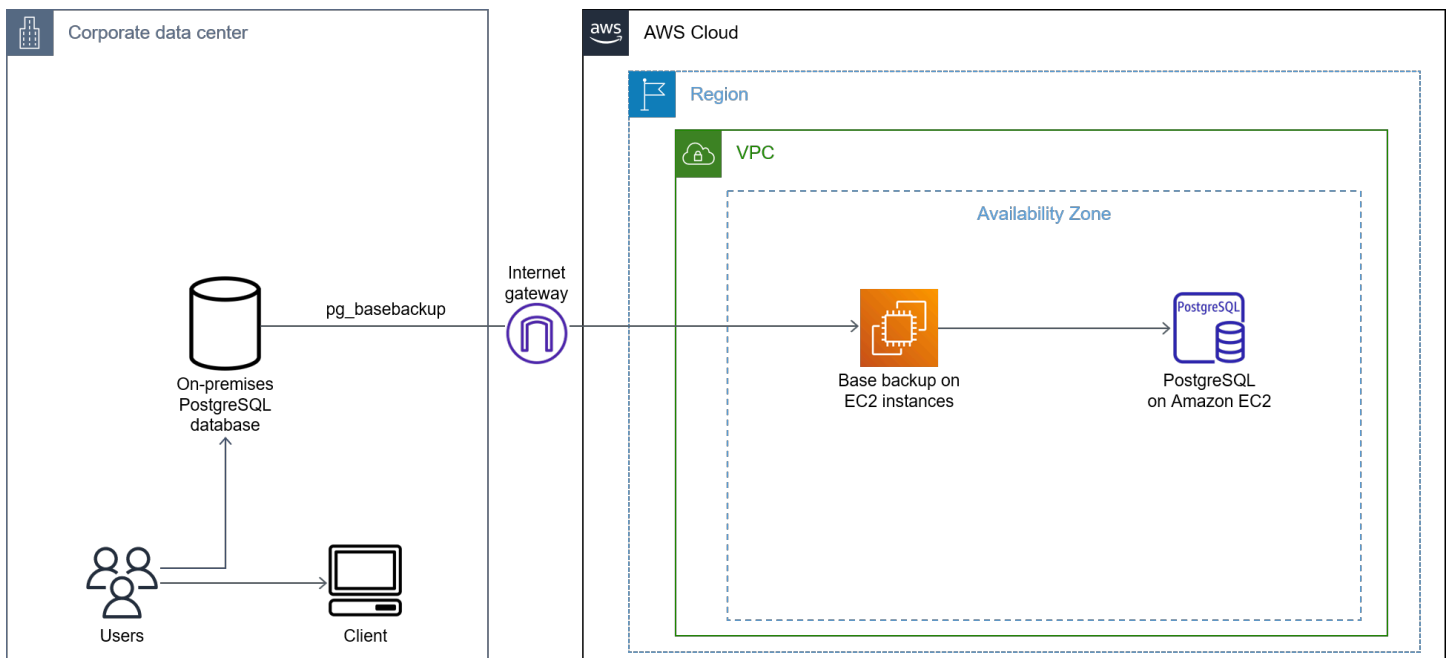 Corporate data center
aws
AWS Cloud
Region
VPC
Availability Zone
Internet
gateway
pg_basebackup
PostgreSQL
On-premises
PostgreSQL
database
Base backup on
EC2 instances
PostgreSQL
on Amazon EC2
Users
Client